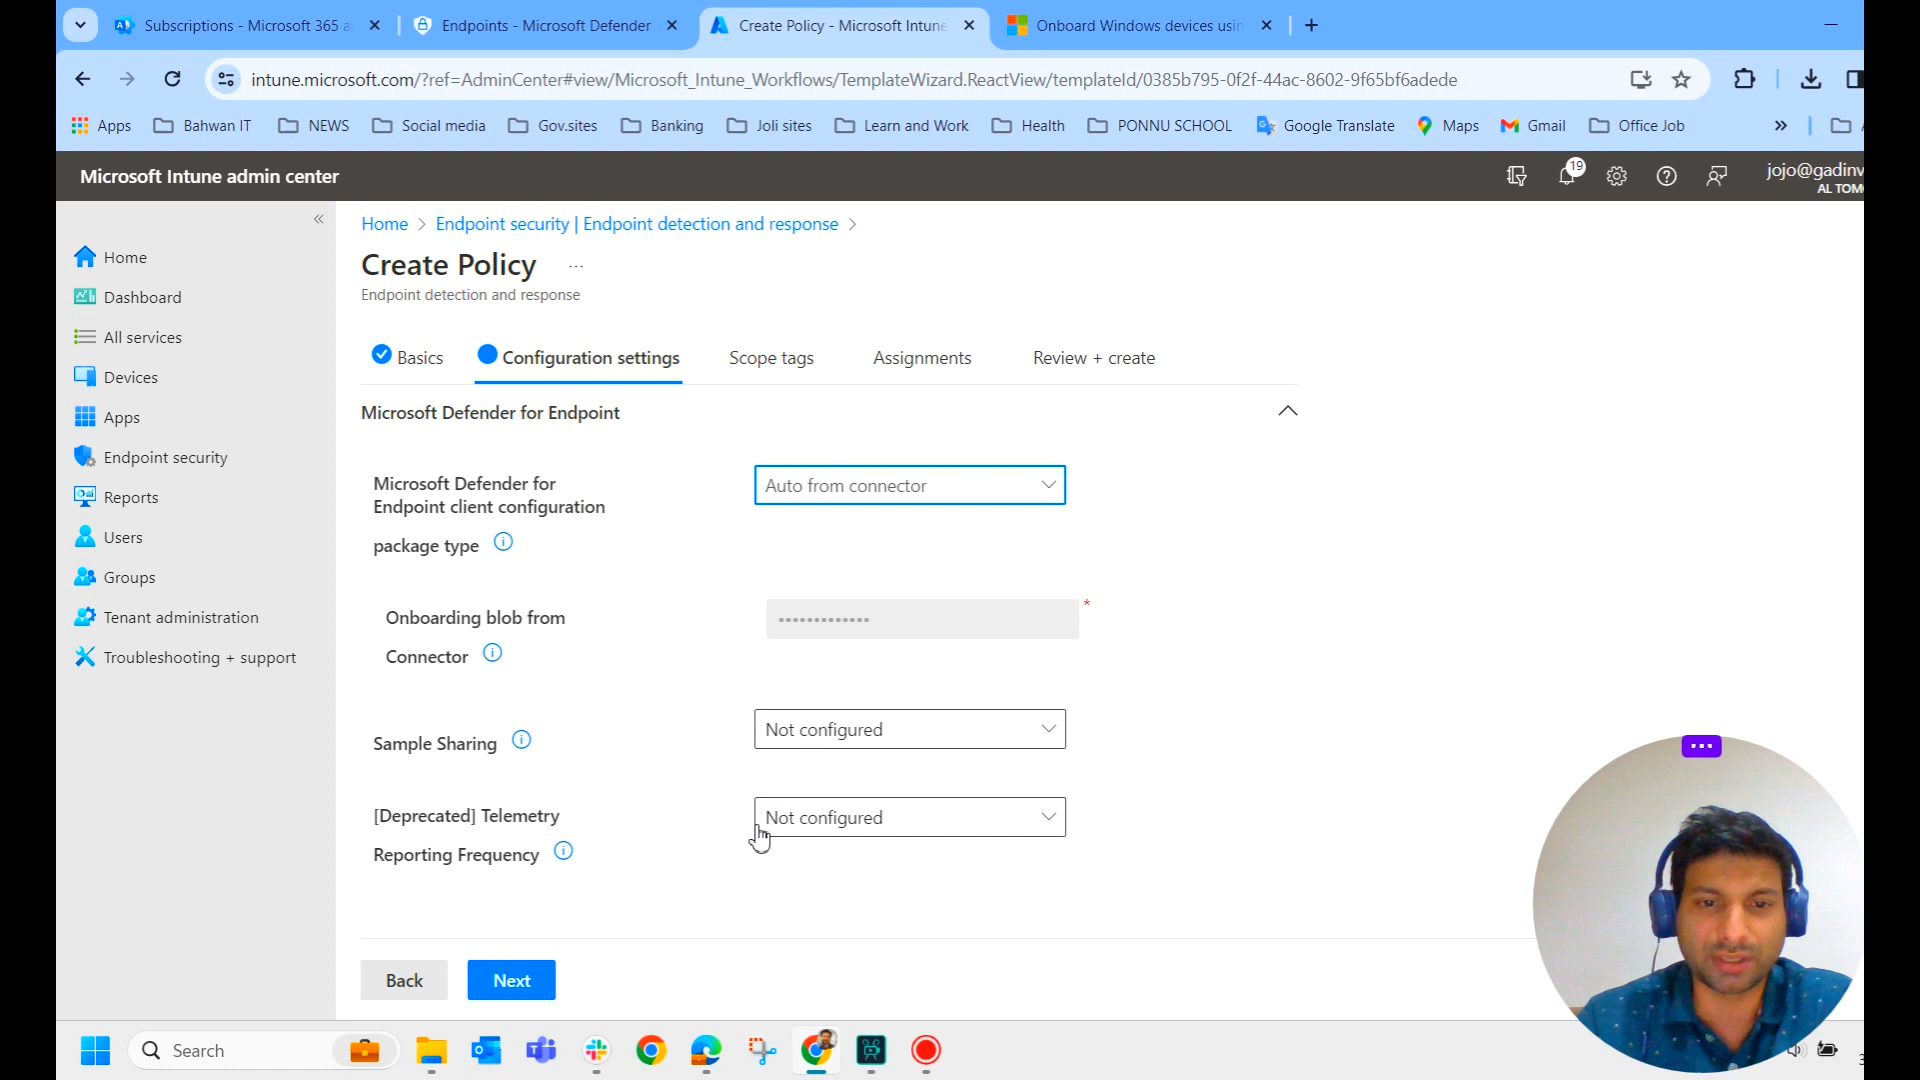 Subscriptions - Microsoft 365 a
Endpoints - Microsoft Defender
Create Policy - Microsoft Intune
Onboard Windows devices usin
intune.microsoft.com/?ref=AdminCenter#view/Microsoft_Intune_Workflows/TemplateWizard.ReactView/templateId/0385b795-0f2f-44ac-8602-9f65bf6adede
Apps
Bahwan IT
NEWS
Social media
Gov.sites
Banking
Joli sites
Learn and Work
Health
PONNU SCHOOL
Google Translate
Maps
Gmail
Office Job
Microsoft Intune admin center
19
jojo@gadinv
AL TOM
Home
Dashboard
All services
Devices
Apps
Endpoint security
Reports
Users
Groups
Tenant administration
Troubleshooting + support
Home > Endpoint security | Endpoint detection and response >
Create Policy ...
Endpoint detection and response
Basics
Configuration settings
Scope tags
Assignments
Review + create
Microsoft Defender for Endpoint
Microsoft Defender for
Endpoint client configuration
package type
Auto from connector
Onboarding blob from
Connector
•••••••••••••
*
Sample Sharing
Not configured
[Deprecated] Telemetry
Reporting Frequency
Not configured
Back
Next
Search